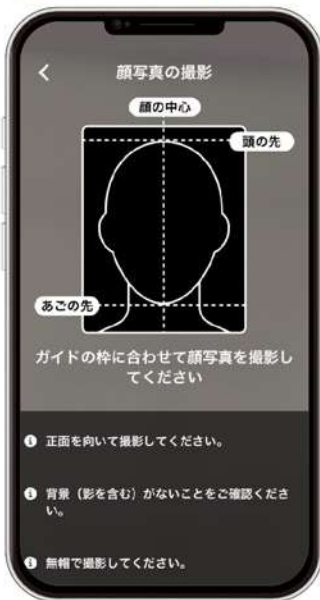 顔写真の撮影
顔の中心
頭の先
あごの先
ガイドの枠に合わせて顔写真を撮影し
てください
正面を向いて撮影してください。
背景（影を含む）がないことをご確認くださ
い。
無帽で撮影してください。